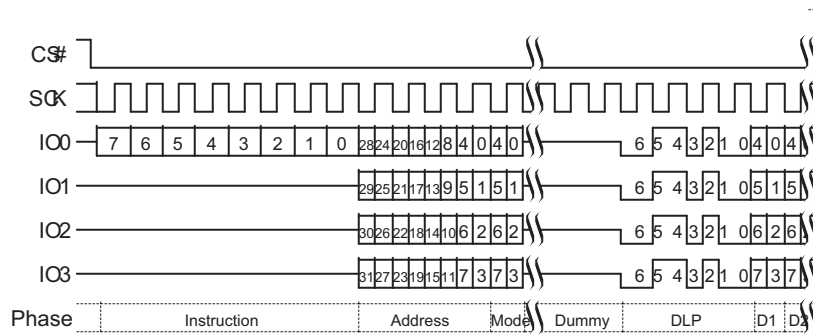 CS#
SCK
IO0 7 6 5 4 3 2 1 0 28 24 20 16 12 8 4 0 4 0 6 5 4 3 2 1 0 4 0 4
IO1 29 25 21 17 13 9 5 1 5 1 6 5 4 3 2 1 0 5 1 5
IO2 30 26 22 18 14 10 6 2 6 2 6 5 4 3 2 1 0 6 2 6
IO3 31 27 23 19 15 11 7 3 7 3 6 5 4 3 2 1 0 7 3 7
Phase Instruction Address Mode Dummy DLP D1 D2